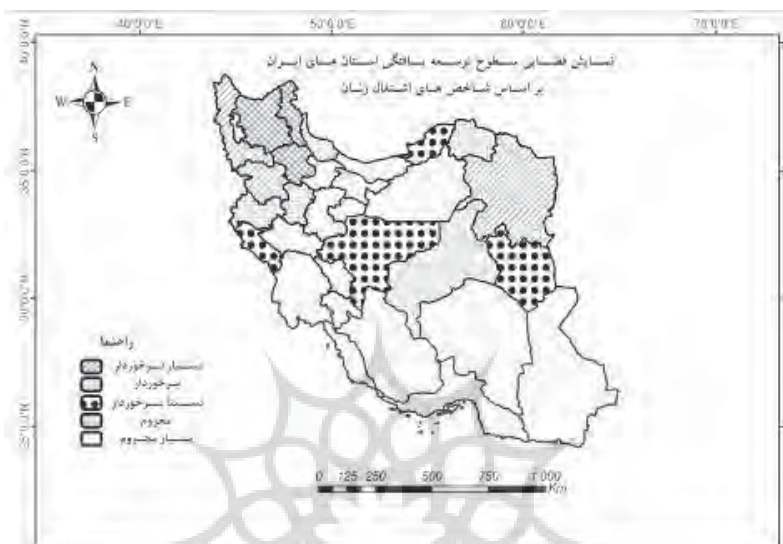 40°0'0"E 50°0'0"E 60°0'0"E 70°0'0"E
نمایش فضایی سطوح توسعه یافتگی استان های ایران
بر اساس شاخص های اشتغال زنان
N
W E
S
راهنما
بسیار برخوردار
برخوردار
نسبتا برخوردار
محروم
بسیار محروم
0 125 250 500 750 1 000
Km